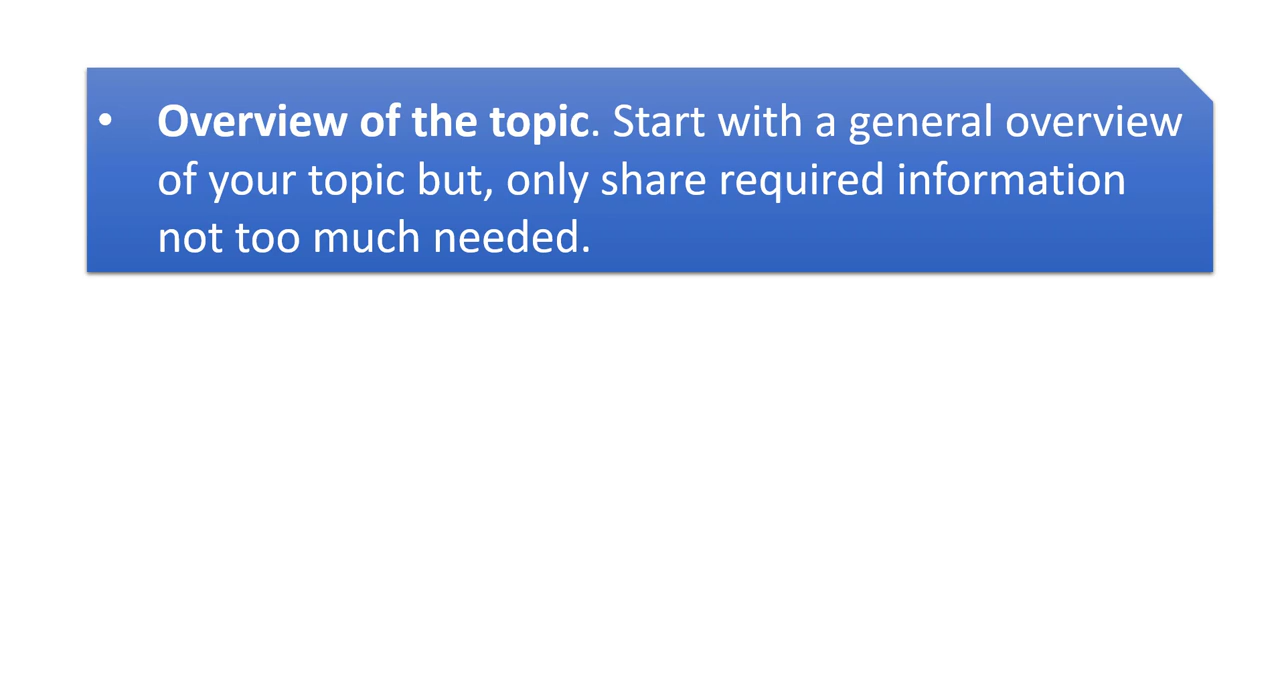 • Overview of the topic. Start with a general overview
of your topic but, only share required information
not too much needed.